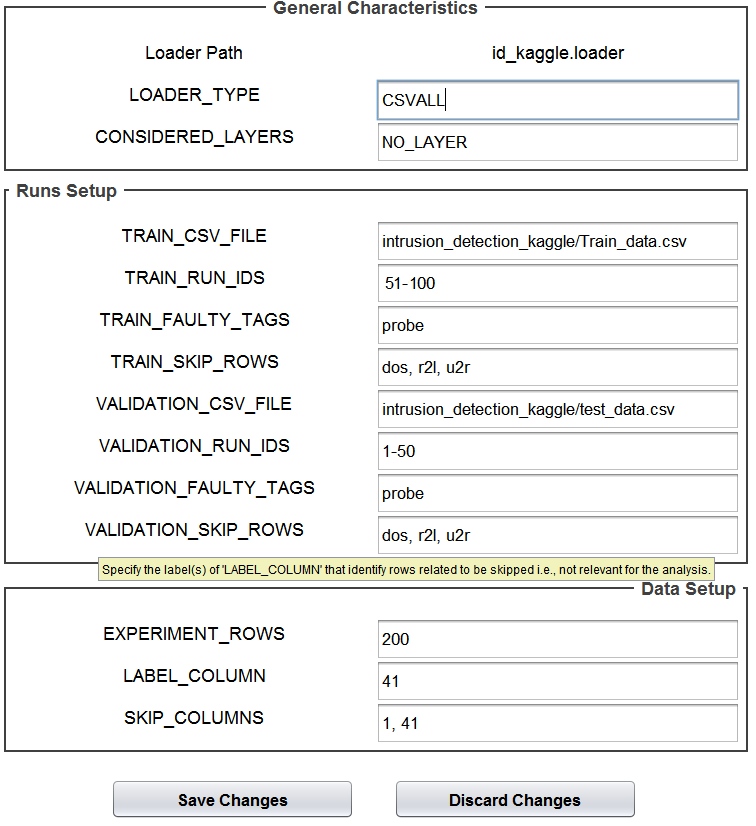 General Characteristics
Loader Path id_kaggle.loader
LOADER_TYPE CSVALL
CONSIDERED_LAYERS NO_LAYER
Runs Setup
TRAIN_CSV_FILE intrusion_detection_kaggle/Train_data.csv
TRAIN_RUN_IDS 51-100
TRAIN_FAULTY_TAGS probe
TRAIN_SKIP_ROWS dos, r2l, u2r
VALIDATION_CSV_FILE intrusion_detection_kaggle/test_data.csv
VALIDATION_RUN_IDS 1-50
VALIDATION_FAULTY_TAGS probe
VALIDATION_SKIP_ROWS dos, r2l, u2r
Specify the label(s) of 'LABEL_COLUMN' that identify rows related to be skipped i.e., not relevant for the analysis.
Data Setup
EXPERIMENT_ROWS 200
LABEL_COLUMN 41
SKIP_COLUMNS 1, 41
Save Changes Discard Changes